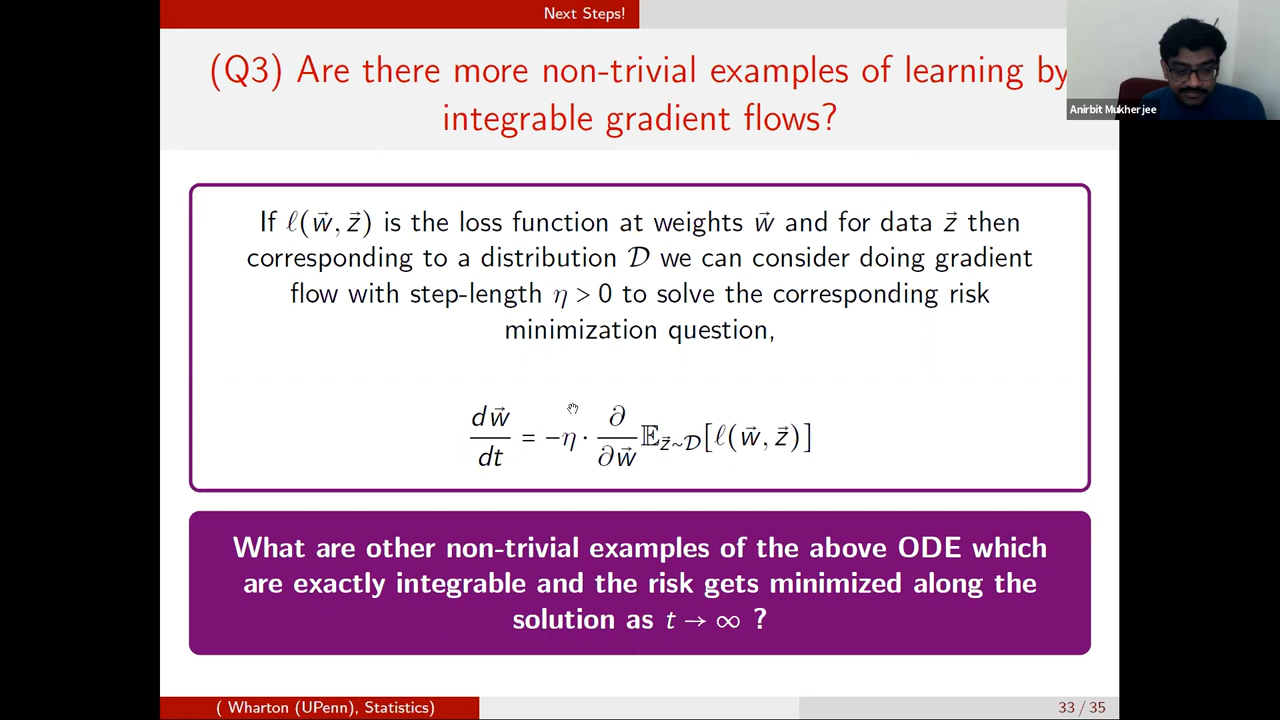 Next Steps!
(Q3) Are there more non-trivial examples of learning by
integrable gradient flows?
Anirbit Mukherjee
If ℓ(w⃗, z⃗) is the loss function at weights w⃗ and for data z⃗ then
corresponding to a distribution 𝒟 we can consider doing gradient
flow with step-length η > 0 to solve the corresponding risk
minimization question,
dw⃗/dt = −η · ∂/∂w⃗ 𝔼_{z⃗∼𝒟}[ℓ(w⃗, z⃗)]
What are other non-trivial examples of the above ODE which
are exactly integrable and the risk gets minimized along the
solution as t → ∞ ?
( Wharton (UPenn), Statistics)
33 / 35